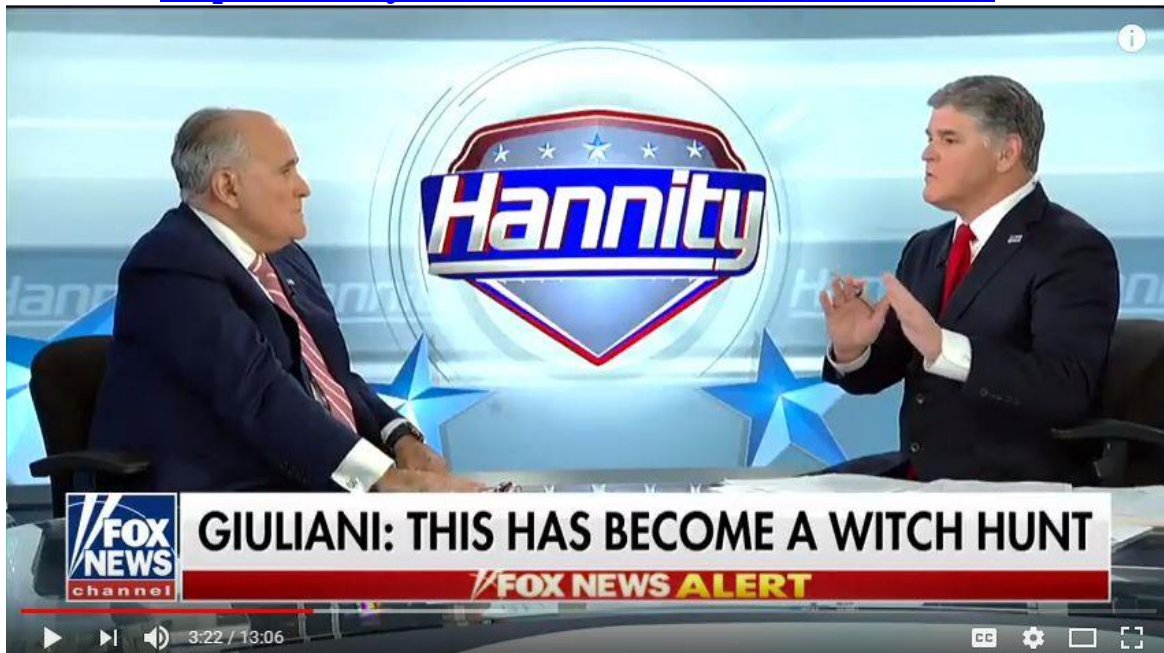 Hannity
FOX
NEWS
channel
GIULIANI: THIS HAS BECOME A WITCH HUNT
FOX NEWS ALERT
3:22 / 13:06
CC